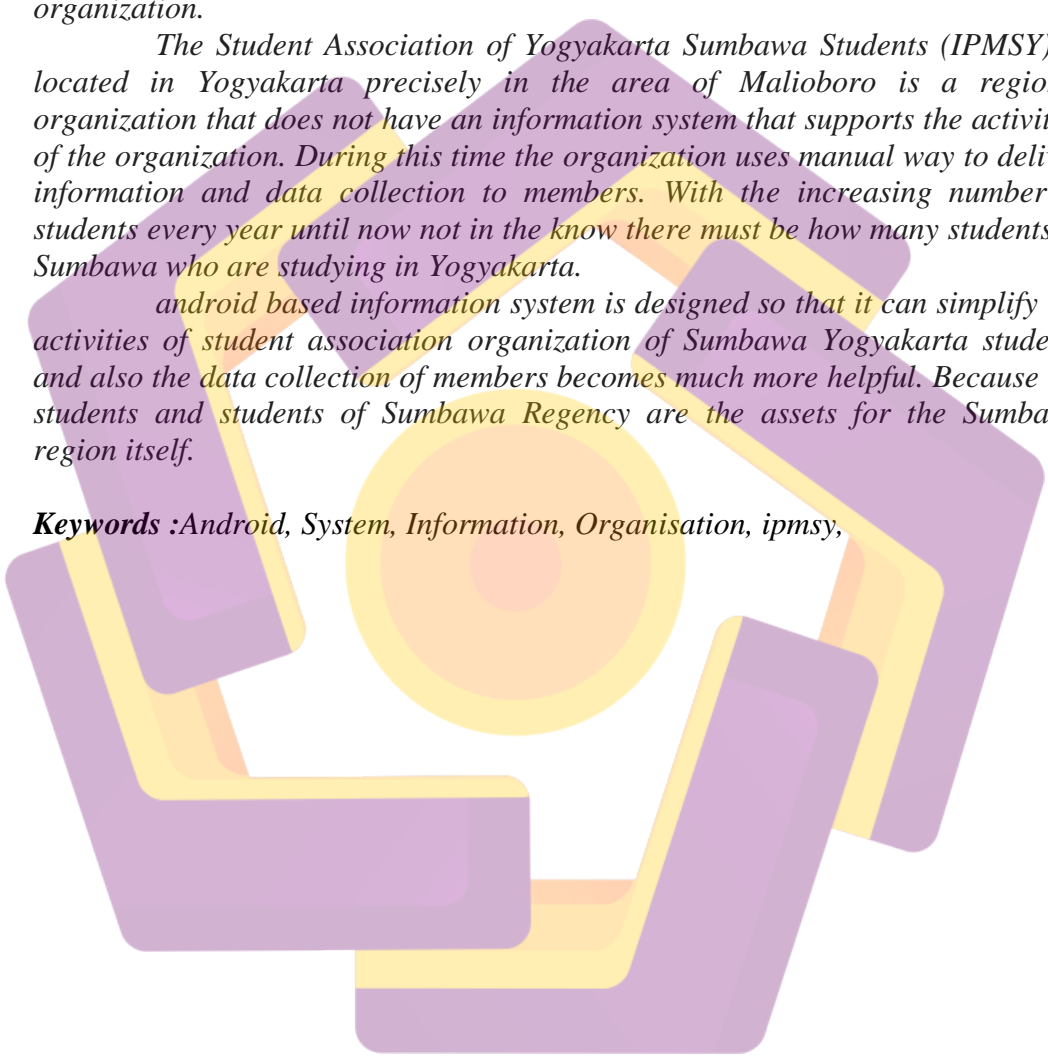 organization.
The Student Association of Yogyakarta Sumbawa Students (IPMSY)
located in Yogyakarta precisely in the area of Malioboro is a
organization that does not have an information system that supports the
of the organization. During this time the organization uses manual way to
information and data collection to members. With the increasing number
students every year until now not in the know there must be how many students
Sumbawa who are studying in Yogyakarta.
android based information system is designed so that it can simplify
activities of student association organization of Sumbawa Yogyakarta
and also the data collection of members becomes much more helpful. Because
students and students of Sumbawa Regency are the assets for the
region itself.
Keywords :Android, System, Information, Organisation, ipmsy,